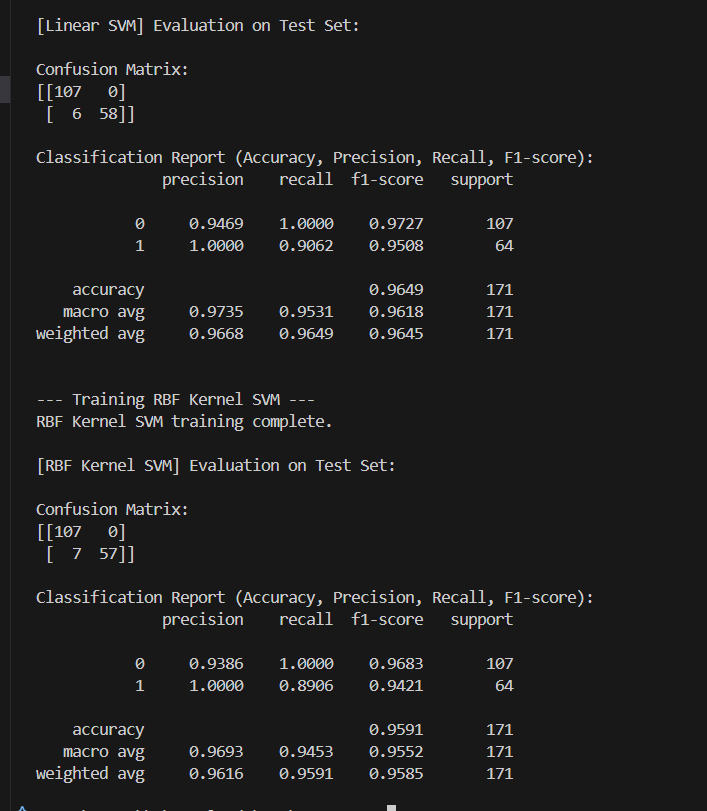 [Linear SVM] Evaluation on Test Set:
Confusion Matrix:
[[107   0]
 [  6  58]]
Classification Report (Accuracy, Precision, Recall, F1-score):
              precision    recall  f1-score   support
           0     0.9469    1.0000    0.9727       107
           1     1.0000    0.9062    0.9508        64
    accuracy                         0.9649       171
   macro avg     0.9735    0.9531    0.9618       171
weighted avg     0.9668    0.9649    0.9645       171
--- Training RBF Kernel SVM ---
RBF Kernel SVM training complete.
[RBF Kernel SVM] Evaluation on Test Set:
Confusion Matrix:
[[107   0]
 [  7  57]]
Classification Report (Accuracy, Precision, Recall, F1-score):
              precision    recall  f1-score   support
           0     0.9386    1.0000    0.9683       107
           1     1.0000    0.8906    0.9421        64
    accuracy                         0.9591       171
   macro avg     0.9693    0.9453    0.9552       171
weighted avg     0.9616    0.9591    0.9585       171